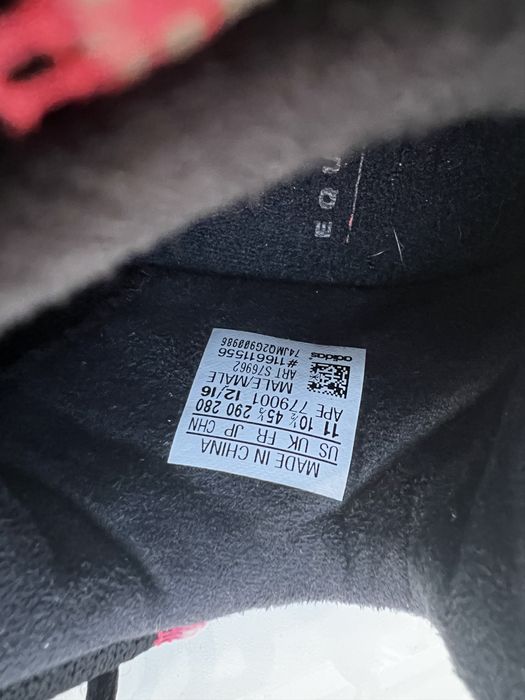 MADE IN CHINA
US UK FR JP CHN
11 10½ 45⅓ 290 280
APE 779001 12/16
MALE/MALE
ART S76962
#116611556
74JMQ2G900986
adidas